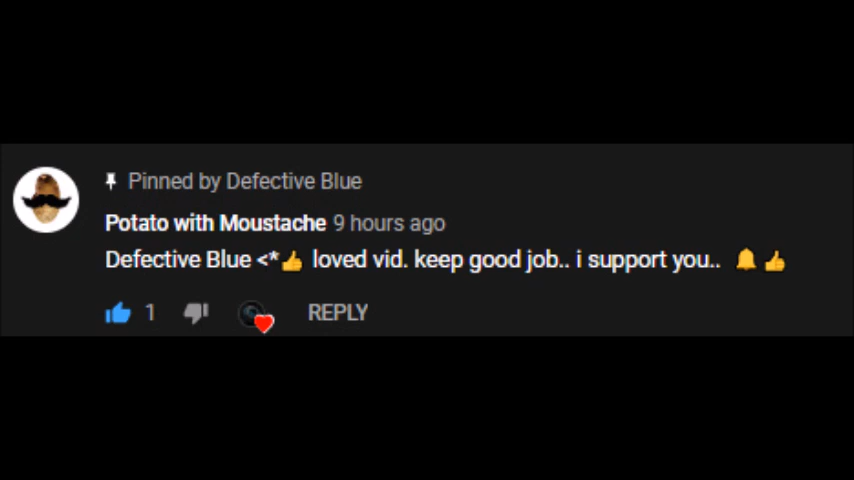 Pinned by Defective Blue
Potato with Moustache 9 hours ago
Defective Blue <*👍 loved vid. keep good job.. i support you.. 🔔👍
1 REPLY